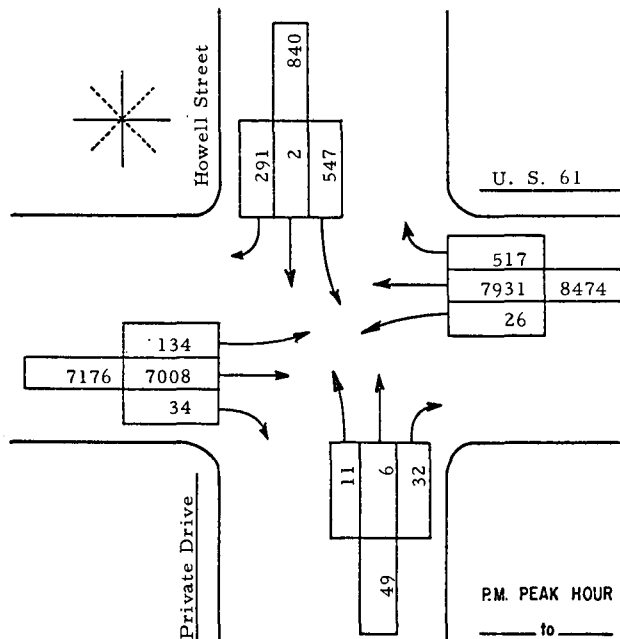 Howell Street
840
291 2 547
U. S. 61
517
7931 8474
26
134
7176 7008
34
11 6 32
49
Private Drive
P.M. PEAK HOUR
to